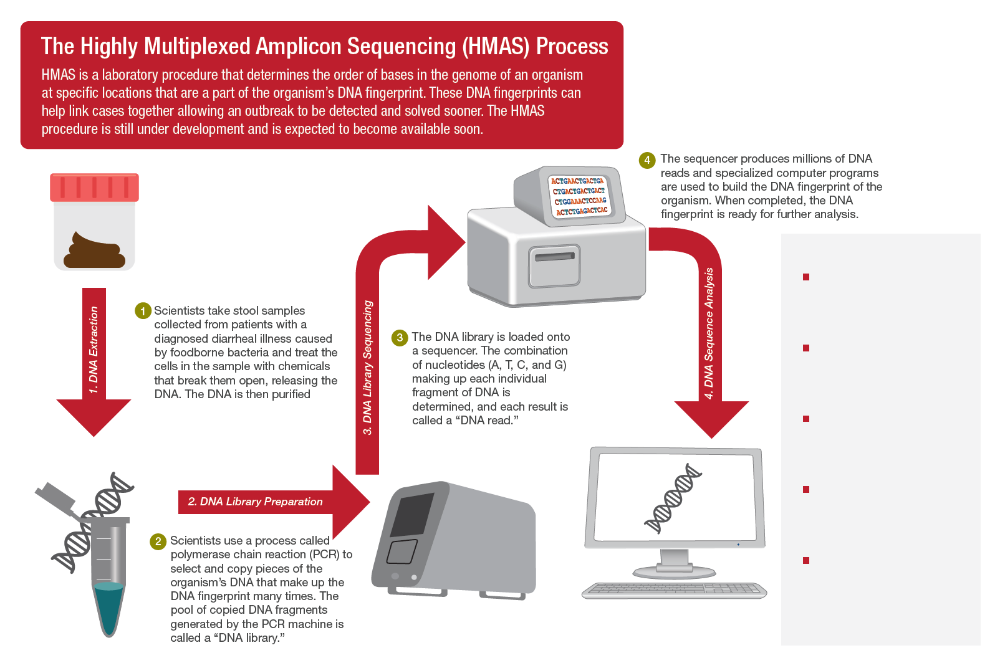 The Highly Multiplexed Amplicon Sequencing (HMAS) Process
HMAS is a laboratory procedure that determines the order of bases in the genome of an organism
at specific locations that are a part of the organism’s DNA fingerprint. These DNA fingerprints can
help link cases together allowing an outbreak to be detected and solved sooner. The HMAS
procedure is still under development and is expected to become available soon.
1. DNA Extraction
1 Scientists take stool samples
collected from patients with a
diagnosed diarrheal illness caused
by foodborne bacteria and treat the
cells in the sample with chemicals
that break them open, releasing the
DNA. The DNA is then purified
2. DNA Library Preparation
2 Scientists use a process called
polymerase chain reaction (PCR) to
select and copy pieces of the
organism’s DNA that make up the
DNA fingerprint many times. The
pool of copied DNA fragments
generated by the PCR machine is
called a “DNA library.”
3. DNA Library Sequencing
ACTGAACTGACTGA
CTGACTGACTGACT
CTGGAAACTCCAAG
ACTCTGAGACTCAC
3 The DNA library is loaded onto
a sequencer. The combination
of nucleotides (A, T, C, and G)
making up each individual
fragment of DNA is
determined, and each result is
called a “DNA read.”
4 The sequencer produces millions of DNA
reads and specialized computer programs
are used to build the DNA fingerprint of the
organism. When completed, the DNA
fingerprint is ready for further analysis.
4. DNA Sequence Analysis